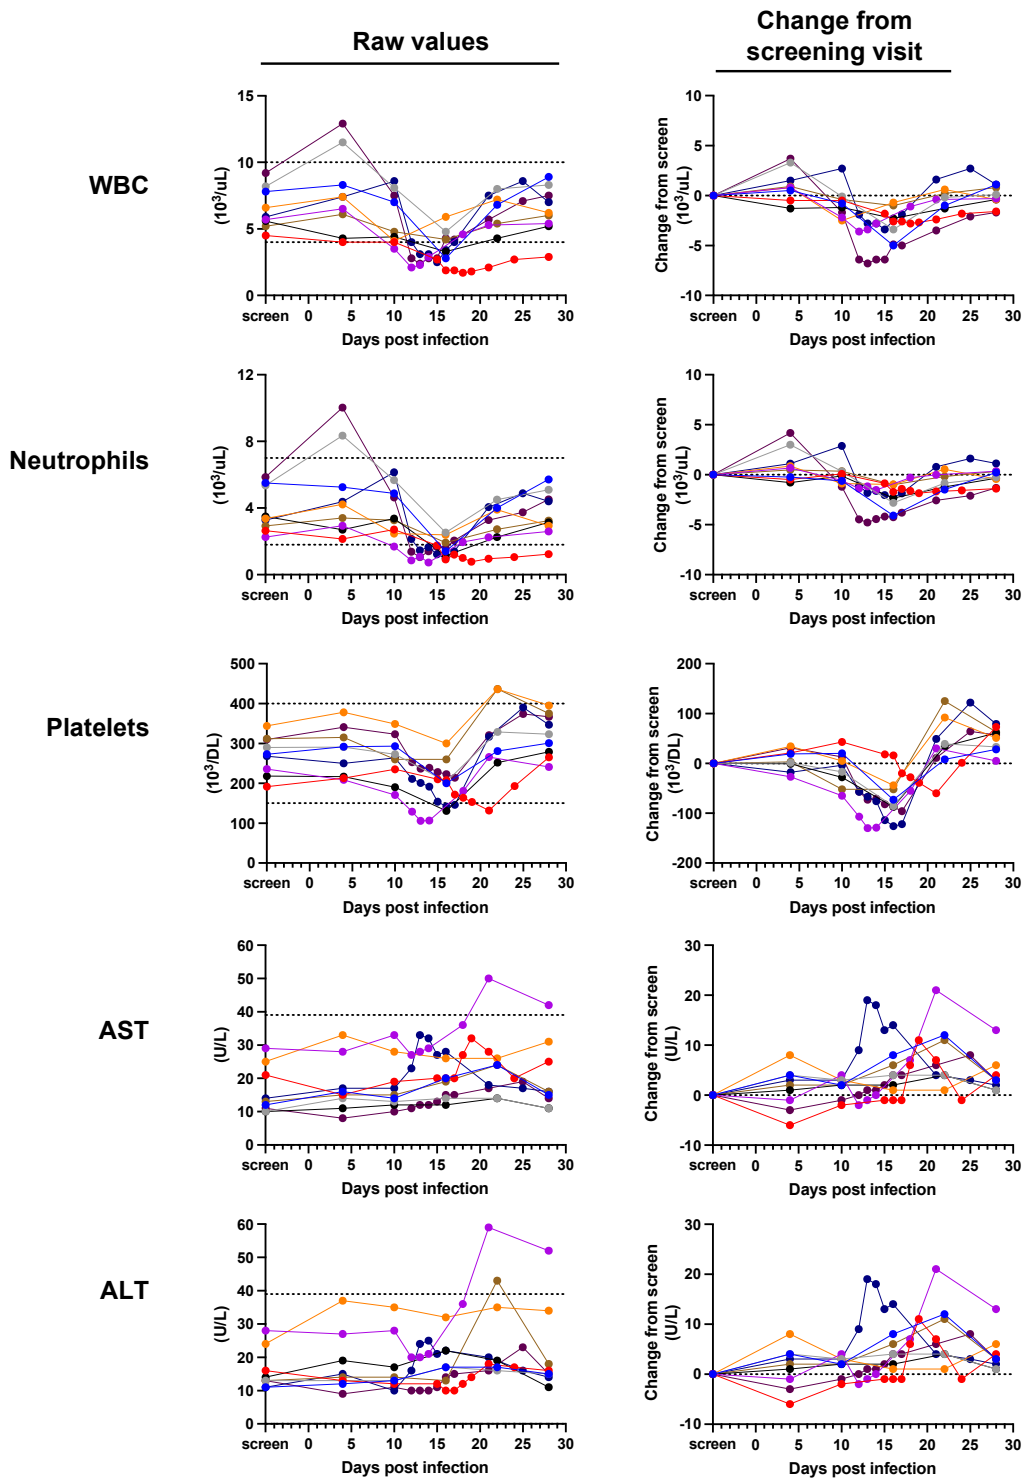 Raw values
Change from
screening visit
WBC
(10³/uL)
15
10
5
0
screen 0 5 10 15 20 25 30
Days post infection
Change from screen
(10³/uL)
10
5
0
-5
-10
screen 0 5 10 15 20 25 30
Days post infection
Neutrophils
(10³/uL)
12
8
4
0
screen 0 5 10 15 20 25 30
Days post infection
Change from screen
(10³/uL)
10
5
0
-5
-10
screen 0 5 10 15 20 25 30
Days post infection
Platelets
(10³/DL)
500
400
300
200
100
0
screen 0 5 10 15 20 25 30
Days post infection
Change from screen
(10³/DL)
200
100
0
-100
-200
screen 0 5 10 15 20 25 30
Days post infection
AST
(U/L)
60
50
40
30
20
10
0
screen 0 5 10 15 20 25 30
Days post infection
Change from screen
(U/L)
30
20
10
0
-10
screen 0 5 10 15 20 25 30
Days post infection
ALT
(U/L)
60
50
40
30
20
10
0
screen 0 5 10 15 20 25 30
Days post infection
Change from screen
(U/L)
30
20
10
0
-10
screen 0 5 10 15 20 25 30
Days post infection